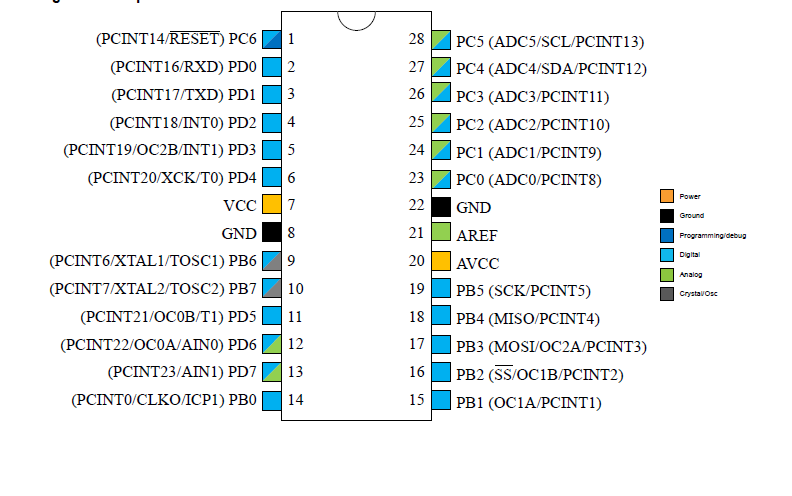 (PCINT14/RESET) PC6 1
(PCINT16/RXD) PD0 2
(PCINT17/TXD) PD1 3
(PCINT18/INT0) PD2 4
(PCINT19/OC2B/INT1) PD3 5
(PCINT20/XCK/T0) PD4 6
VCC 7
GND 8
(PCINT6/XTAL1/TOSC1) PB6 9
(PCINT7/XTAL2/TOSC2) PB7 10
(PCINT21/OC0B/T1) PD5 11
(PCINT22/OC0A/AIN0) PD6 12
(PCINT23/AIN1) PD7 13
(PCINT0/CLKO/ICP1) PB0 14
28 PC5 (ADC5/SCL/PCINT13)
27 PC4 (ADC4/SDA/PCINT12)
26 PC3 (ADC3/PCINT11)
25 PC2 (ADC2/PCINT10)
24 PC1 (ADC1/PCINT9)
23 PC0 (ADC0/PCINT8)
22 GND
21 AREF
20 AVCC
19 PB5 (SCK/PCINT5)
18 PB4 (MISO/PCINT4)
17 PB3 (MOSI/OC2A/PCINT3)
16 PB2 (SS/OC1B/PCINT2)
15 PB1 (OC1A/PCINT1)
Power
Ground
Programming/debug
Digital
Analog
Crystal/Osc